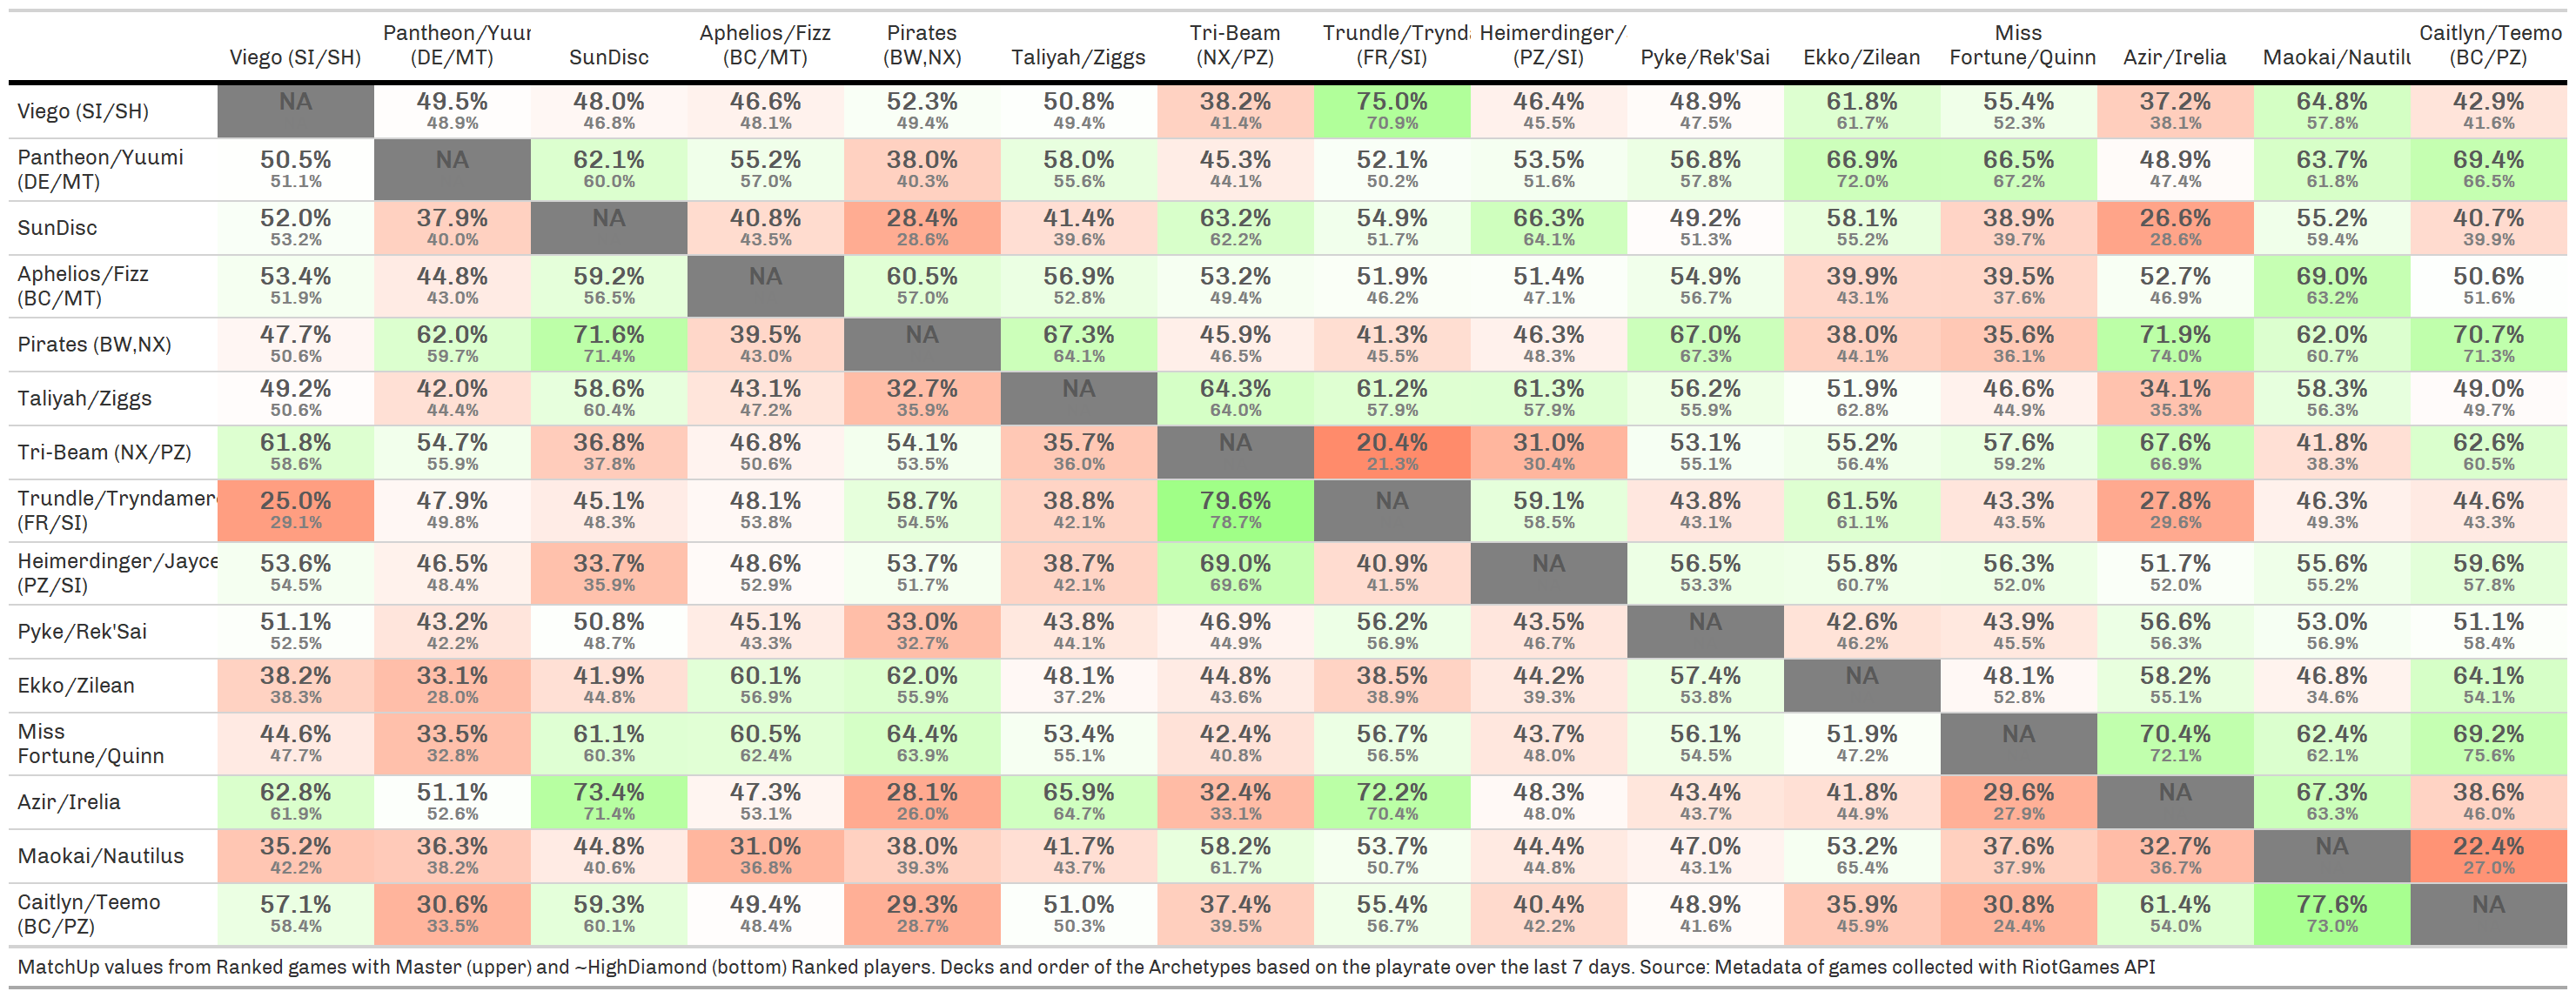 Viego (SI/SH) Pantheon/Yuur (DE/MT) SunDisc Aphelios/Fizz (BC/MT) Pirates (BW,NX) Taliyah/Ziggs Tri-Beam (NX/PZ) Trundle/Trynd (FR/SI) Heimerdinger/ (PZ/SI) Pyke/Rek'Sai Ekko/Zilean Miss Fortune/Quinn Azir/Irelia Maokai/Nautilu Caitlyn/Teemo (BC/PZ)
Viego (SI/SH) NA 49.5% 48.0% 46.6% 52.3% 50.8% 38.2% 75.0% 46.4% 48.9% 61.8% 55.4% 37.2% 64.8% 42.9%
48.9% 46.8% 48.1% 49.4% 49.4% 41.4% 70.9% 45.5% 47.5% 61.7% 52.3% 38.1% 57.8% 41.6%
Pantheon/Yuumi 50.5% NA 62.1% 55.2% 38.0% 58.0% 45.3% 52.1% 53.5% 56.8% 66.9% 66.5% 48.9% 63.7% 69.4%
(DE/MT) 51.1% 60.0% 57.0% 40.3% 55.6% 44.1% 50.2% 51.6% 57.8% 72.0% 67.2% 47.4% 61.8% 66.5%
SunDisc 52.0% 37.9% NA 40.8% 28.4% 41.4% 63.2% 54.9% 66.3% 49.2% 58.1% 38.9% 26.6% 55.2% 40.7%
53.2% 40.0% 43.5% 28.6% 39.6% 62.2% 51.7% 64.1% 51.3% 55.2% 39.7% 28.6% 59.4% 39.9%
Aphelios/Fizz 53.4% 44.8% 59.2% NA 60.5% 56.9% 53.2% 51.9% 51.4% 54.9% 39.9% 39.5% 52.7% 69.0% 50.6%
(BC/MT) 51.9% 43.0% 56.5% 57.0% 52.8% 49.4% 46.2% 47.1% 56.7% 43.1% 37.6% 46.9% 63.2% 51.6%
Pirates (BW,NX) 47.7% 62.0% 71.6% 39.5% NA 67.3% 45.9% 41.3% 46.3% 67.0% 38.0% 35.6% 71.9% 62.0% 70.7%
50.6% 59.7% 71.4% 43.0% 64.1% 46.5% 45.5% 48.3% 67.3% 44.1% 36.1% 74.0% 60.7% 71.3%
Taliyah/Ziggs 49.2% 42.0% 58.6% 43.1% 32.7% NA 64.3% 61.2% 61.3% 56.2% 51.9% 46.6% 34.1% 58.3% 49.0%
50.6% 44.4% 60.4% 47.2% 35.9% 64.0% 57.9% 57.9% 55.9% 62.8% 44.9% 35.3% 56.3% 49.7%
Tri-Beam (NX/PZ) 61.8% 54.7% 36.8% 46.8% 54.1% 35.7% NA 20.4% 31.0% 53.1% 55.2% 57.6% 67.6% 41.8% 62.6%
58.6% 55.9% 37.8% 50.6% 53.5% 36.0% 21.3% 30.4% 55.1% 56.4% 59.2% 66.9% 38.3% 60.5%
Trundle/Tryndamer 25.0% 47.9% 45.1% 48.1% 58.7% 38.8% 79.6% NA 59.1% 43.8% 61.5% 43.3% 27.8% 46.3% 44.6%
(FR/SI) 29.1% 49.8% 48.3% 53.8% 54.5% 42.1% 78.7% 58.5% 43.1% 61.1% 43.5% 29.6% 49.3% 43.3%
Heimerdinger/Jayce 53.6% 46.5% 33.7% 48.6% 53.7% 38.7% 69.0% 40.9% NA 56.5% 55.8% 56.3% 51.7% 55.6% 59.6%
(PZ/SI) 54.5% 48.4% 35.9% 52.9% 51.7% 42.1% 69.6% 41.5% 53.3% 60.7% 52.0% 52.0% 55.2% 57.8%
Pyke/Rek'Sai 51.1% 43.2% 50.8% 45.1% 33.0% 43.8% 46.9% 56.2% 43.5% NA 42.6% 43.9% 56.6% 53.0% 51.1%
52.5% 42.2% 48.7% 43.3% 32.7% 44.1% 44.9% 56.9% 46.7% 46.2% 45.5% 56.3% 56.9% 58.4%
Ekko/Zilean 38.2% 33.1% 41.9% 60.1% 62.0% 48.1% 44.8% 38.5% 44.2% 57.4% NA 48.1% 58.2% 46.8% 64.1%
38.3% 28.0% 44.8% 56.9% 55.9% 37.2% 43.6% 38.9% 39.3% 53.8% 52.8% 55.1% 34.6% 54.1%
Miss 44.6% 33.5% 61.1% 60.5% 64.4% 53.4% 42.4% 56.7% 43.7% 56.1% 51.9% NA 70.4% 62.4% 69.2%
Fortune/Quinn 47.7% 32.8% 60.3% 62.4% 63.9% 55.1% 40.8% 56.5% 48.0% 54.5% 47.2% 72.1% 62.1% 75.6%
Azir/Irelia 62.8% 51.1% 73.4% 47.3% 28.1% 65.9% 32.4% 72.2% 48.3% 43.4% 41.8% 29.6% NA 67.3% 38.6%
61.9% 52.6% 71.4% 53.1% 26.0% 64.7% 33.1% 70.4% 48.0% 43.7% 44.9% 27.9% 63.3% 46.0%
Maokai/Nautilus 35.2% 36.3% 44.8% 31.0% 38.0% 41.7% 58.2% 53.7% 44.4% 47.0% 53.2% 37.6% 32.7% NA 22.4%
42.2% 38.2% 40.6% 36.8% 39.3% 43.7% 61.7% 50.7% 44.8% 43.1% 65.4% 37.9% 36.7% 27.0%
Caitlyn/Teemo 57.1% 30.6% 59.3% 49.4% 29.3% 51.0% 37.4% 55.4% 40.4% 48.9% 35.9% 30.8% 61.4% 77.6% NA
(BC/PZ) 58.4% 33.5% 60.1% 48.4% 28.7% 50.3% 39.5% 56.7% 42.2% 41.6% 45.9% 24.4% 54.0% 73.0%
MatchUp values from Ranked games with Master (upper) and ~HighDiamond (bottom) Ranked players. Decks and order of the Archetypes based on the playrate over the last 7 days. Source: Metadata of games collected with RiotGames API